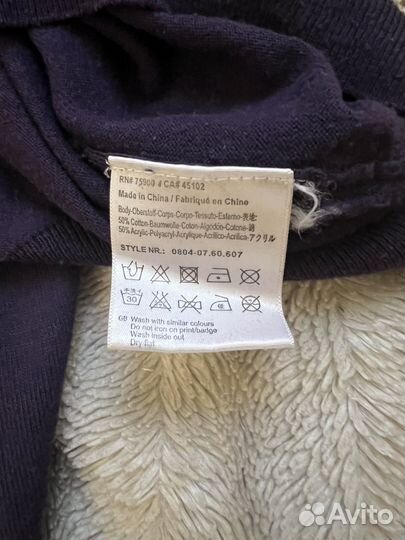 RN# 75900 / CA# 45102
Made in China / Fabriqué en Chine
Body-Oberstoff-Corps-Corpo-Tessuto-Esterno-表地:
50% Cotton-Baumwolle-Coton-Algodón-Cotone-綿
50% Acrylic-Polyacryl-Acrylique-Acrílico-Acrilica-アクリル
STYLE NR.: 0804-07.60.607
30
GB Wash with similar colours
Do not iron on print/badge
Wash inside out
Dry flat
Avito